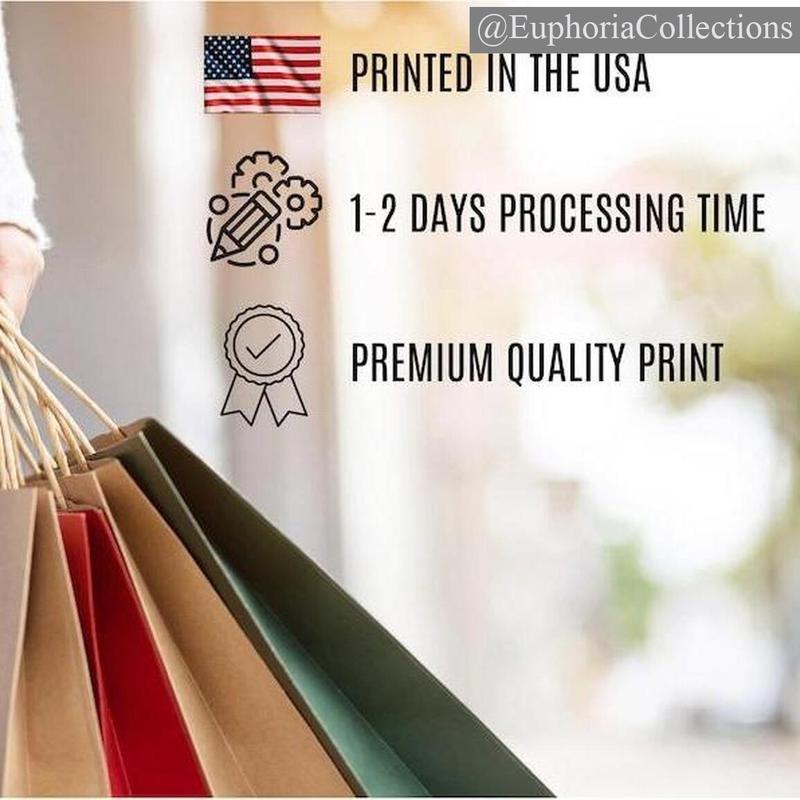 @EuphoriaCollections
PRINTED IN THE USA
1-2 DAYS PROCESSING TIME
PREMIUM QUALITY PRINT